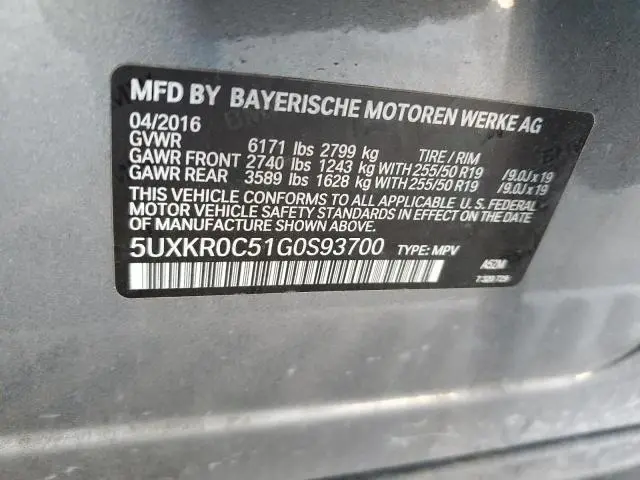 MFD BY BAYERISCHE MOTOREN WERKE AG
04/2016
GVWR 6171 lbs 2799 kg TIRE / RIM
GAWR FRONT 2740 lbs 1243 kg WITH 255/50 R19 /9.0J x 19
GAWR REAR 3589 lbs 1628 kg WITH 255/50 R19 /9.0J x 19
THIS VEHICLE CONFORMS TO ALL APPLICABLE U.S. FEDERAL
MOTOR VEHICLE SAFETY STANDARDS IN EFFECT ON THE DATE
OF MANUFACTURE SHOWN ABOVE.
5UXKR0C51G0S93700 TYPE: MPV